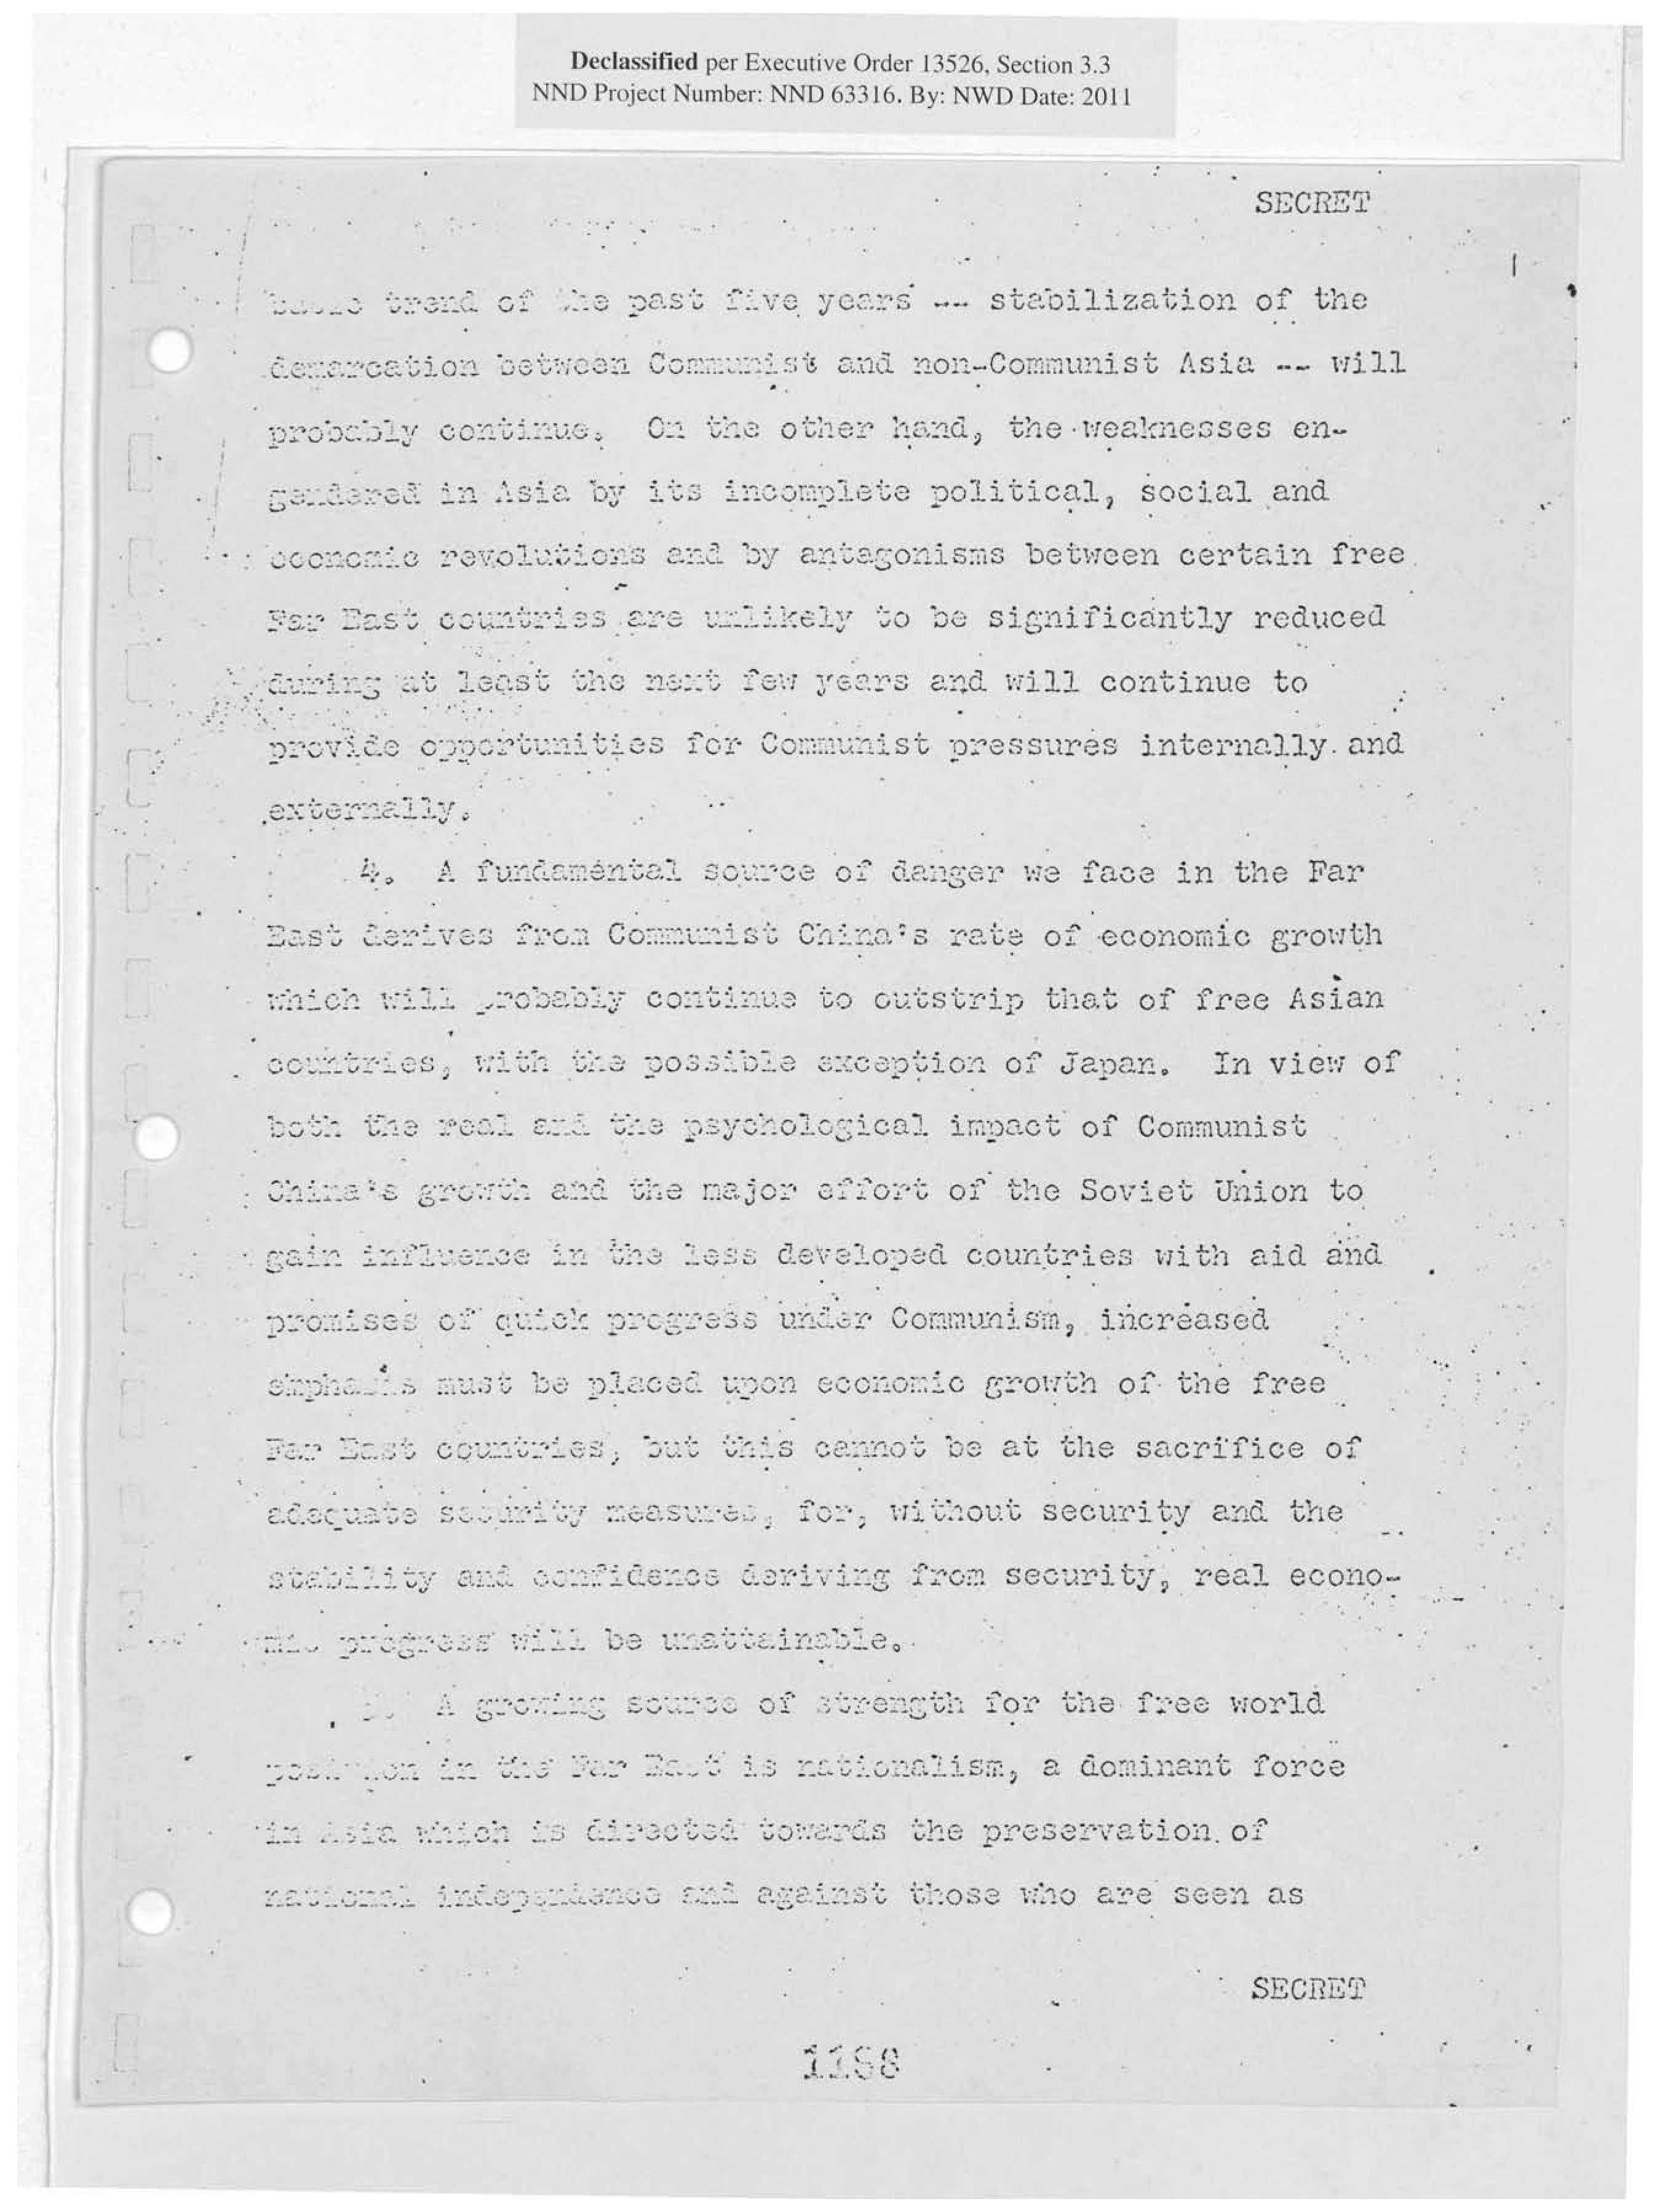 Declassified per Executive Order 13526, Section 3.3
NND Project Number: NND 63316. By: NWD Date: 2011
SECRET
basic trend of the past five years -- stabilization of the
demarcation between Communist and non-Communist Asia -- will
probably continue. On the other hand, the weaknesses en-
gendered in Asia by its incomplete political, social and
economic revolutions and by antagonisms between certain free
Far East countries are unlikely to be significantly reduced
during at least the next few years and will continue to
provide opportunities for Communist pressures internally and
externally.
4. A fundamental source of danger we face in the Far
East derives from Communist China's rate of economic growth
which will probably continue to outstrip that of free Asian
countries, with the possible exception of Japan. In view of
both the real and the psychological impact of Communist
China's growth and the major effort of the Soviet Union to
gain influence in the less developed countries with aid and
promises of quick progress under Communism, increased
emphasis must be placed upon economic growth of the free
Far East countries, but this cannot be at the sacrifice of
adequate security measures, for, without security and the
stability and confidence deriving from security, real econo-
mic progress will be unattainable.
A growing source of strength for the free world
position in the Far East is nationalism, a dominant force
in Asia which is directed towards the preservation of
national independence and against those who are seen as
SECRET